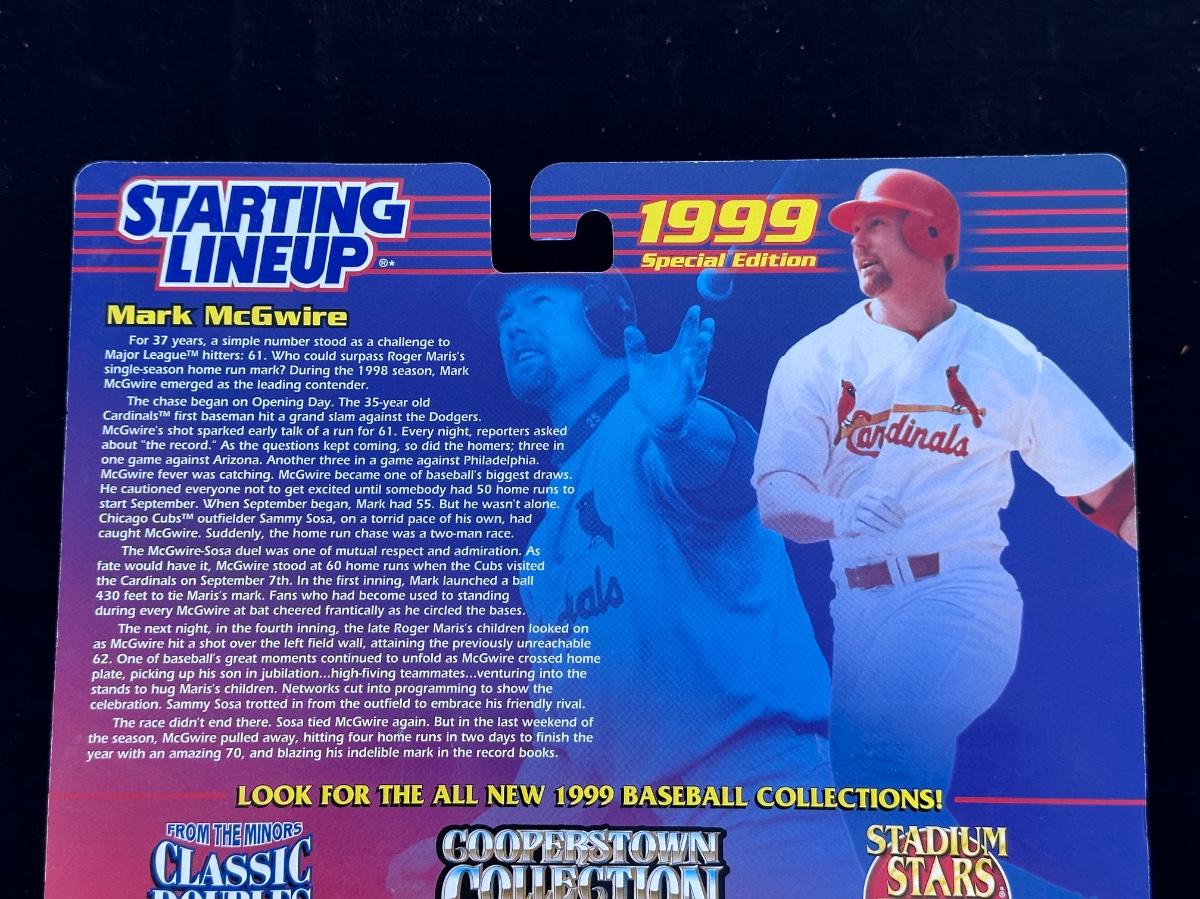 STARTING
LINEUP ®*
1999
Special Edition
Mark McGwire
For 37 years, a simple number stood as a challenge to
Major League™ hitters: 61. Who could surpass Roger Maris's
single-season home run mark? During the 1998 season, Mark
McGwire emerged as the leading contender.
The chase began on Opening Day. The 35-year old
Cardinals™ first baseman hit a grand slam against the Dodgers.
McGwire's shot sparked early talk of a run for 61. Every night, reporters asked
about "the record." As the questions kept coming, so did the homers; three in
one game against Arizona. Another three in a game against Philadelphia.
McGwire fever was catching. McGwire became one of baseball's biggest draws.
He cautioned everyone not to get excited until somebody had 50 home runs to
start September. When September began, Mark had 55. But he wasn't alone.
Chicago Cubs™ outfielder Sammy Sosa, on a torrid pace of his own, had
caught McGwire. Suddenly, the home run chase was a two-man race.
The McGwire-Sosa duel was one of mutual respect and admiration. As
fate would have it, McGwire stood at 60 home runs when the Cubs visited
the Cardinals on September 7th. In the first inning, Mark launched a ball
430 feet to tie Maris's mark. Fans who had become used to standing
during every McGwire at bat cheered frantically as he circled the bases.
The next night, in the fourth inning, the late Roger Maris's children looked on
as McGwire hit a shot over the left field wall, attaining the previously unreachable
62. One of baseball's great moments continued to unfold as McGwire crossed home
plate, picking up his son in jubilation...high-fiving teammates...venturing into the
stands to hug Maris's children. Networks cut into programming to show the
celebration. Sammy Sosa trotted in from the outfield to embrace his friendly rival.
The race didn't end there. Sosa tied McGwire again. But in the last weekend of
the season, McGwire pulled away, hitting four home runs in two days to finish the
year with an amazing 70, and blazing his indelible mark in the record books.
Cardinals
25
nals
LOOK FOR THE ALL NEW 1999 BASEBALL COLLECTIONS!
FROM THE MINORS
CLASSIC
DOUBLES
COOPERSTOWN
COLLECTION
STADIUM
STARS